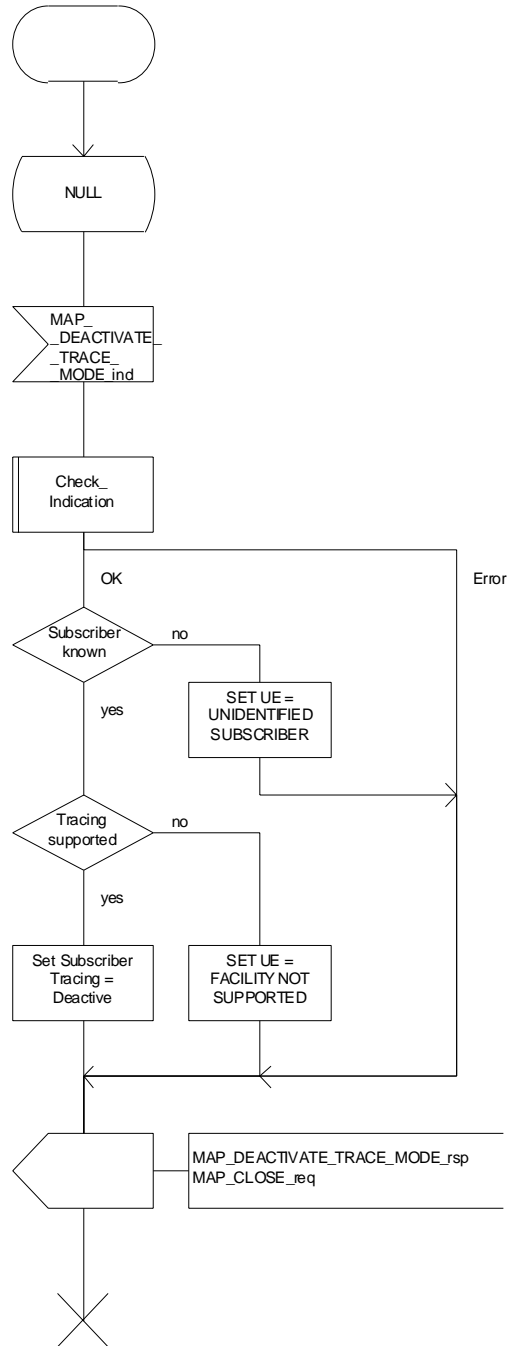 NULL
MAP_
_DEACTIVATE_
_TRACE_
_MODE_ind
Check_
Indication
OK
Error
Subscriber
known
no
yes
SET UE =
UNIDENTIFIED
SUBSCRIBER
Tracing
supported
no
yes
Set Subscriber
Tracing =
Deactive
SET UE =
FACILITY NOT
SUPPORTED
MAP_DEACTIVATE_TRACE_MODE_rsp
MAP_CLOSE_req